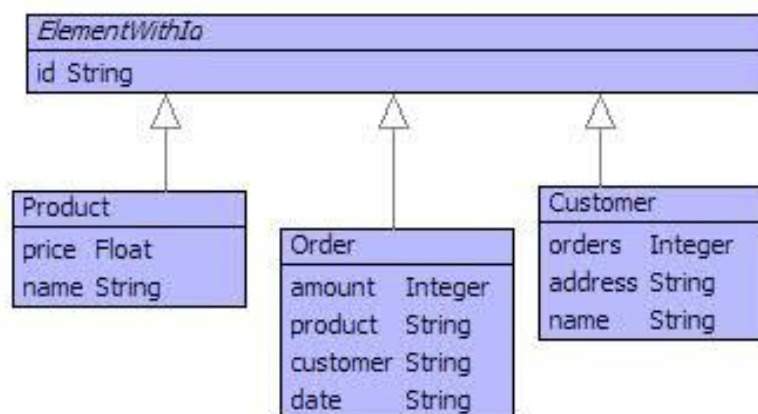 ElementWithId
id String
Product
price Float
name String
Order
amount Integer
product String
customer String
date String
Customer
orders Integer
address String
name String